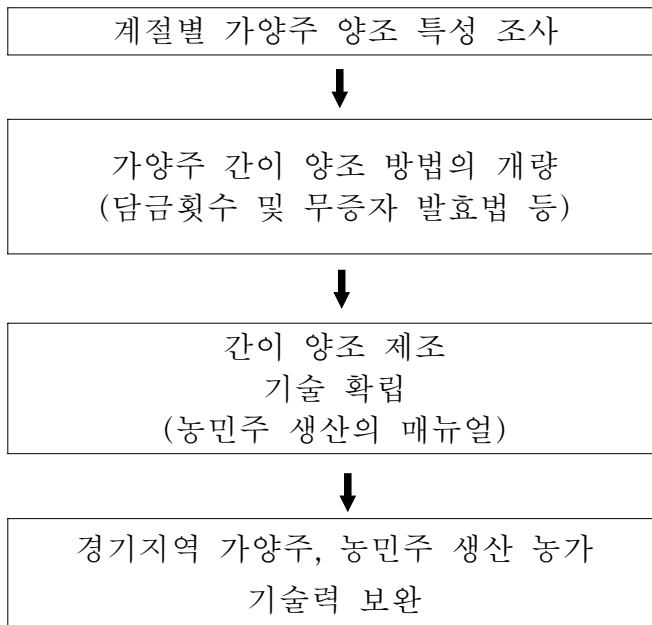 계절별 가양주 양조 특성 조사
가양주 간이 양조 방법의 개량
(담금횟수 및 무증자 발효법 등)
간이 양조 제조
기술 확립
(농민주 생산의 매뉴얼)
경기지역 가양주, 농민주 생산 농가
기술력 보완